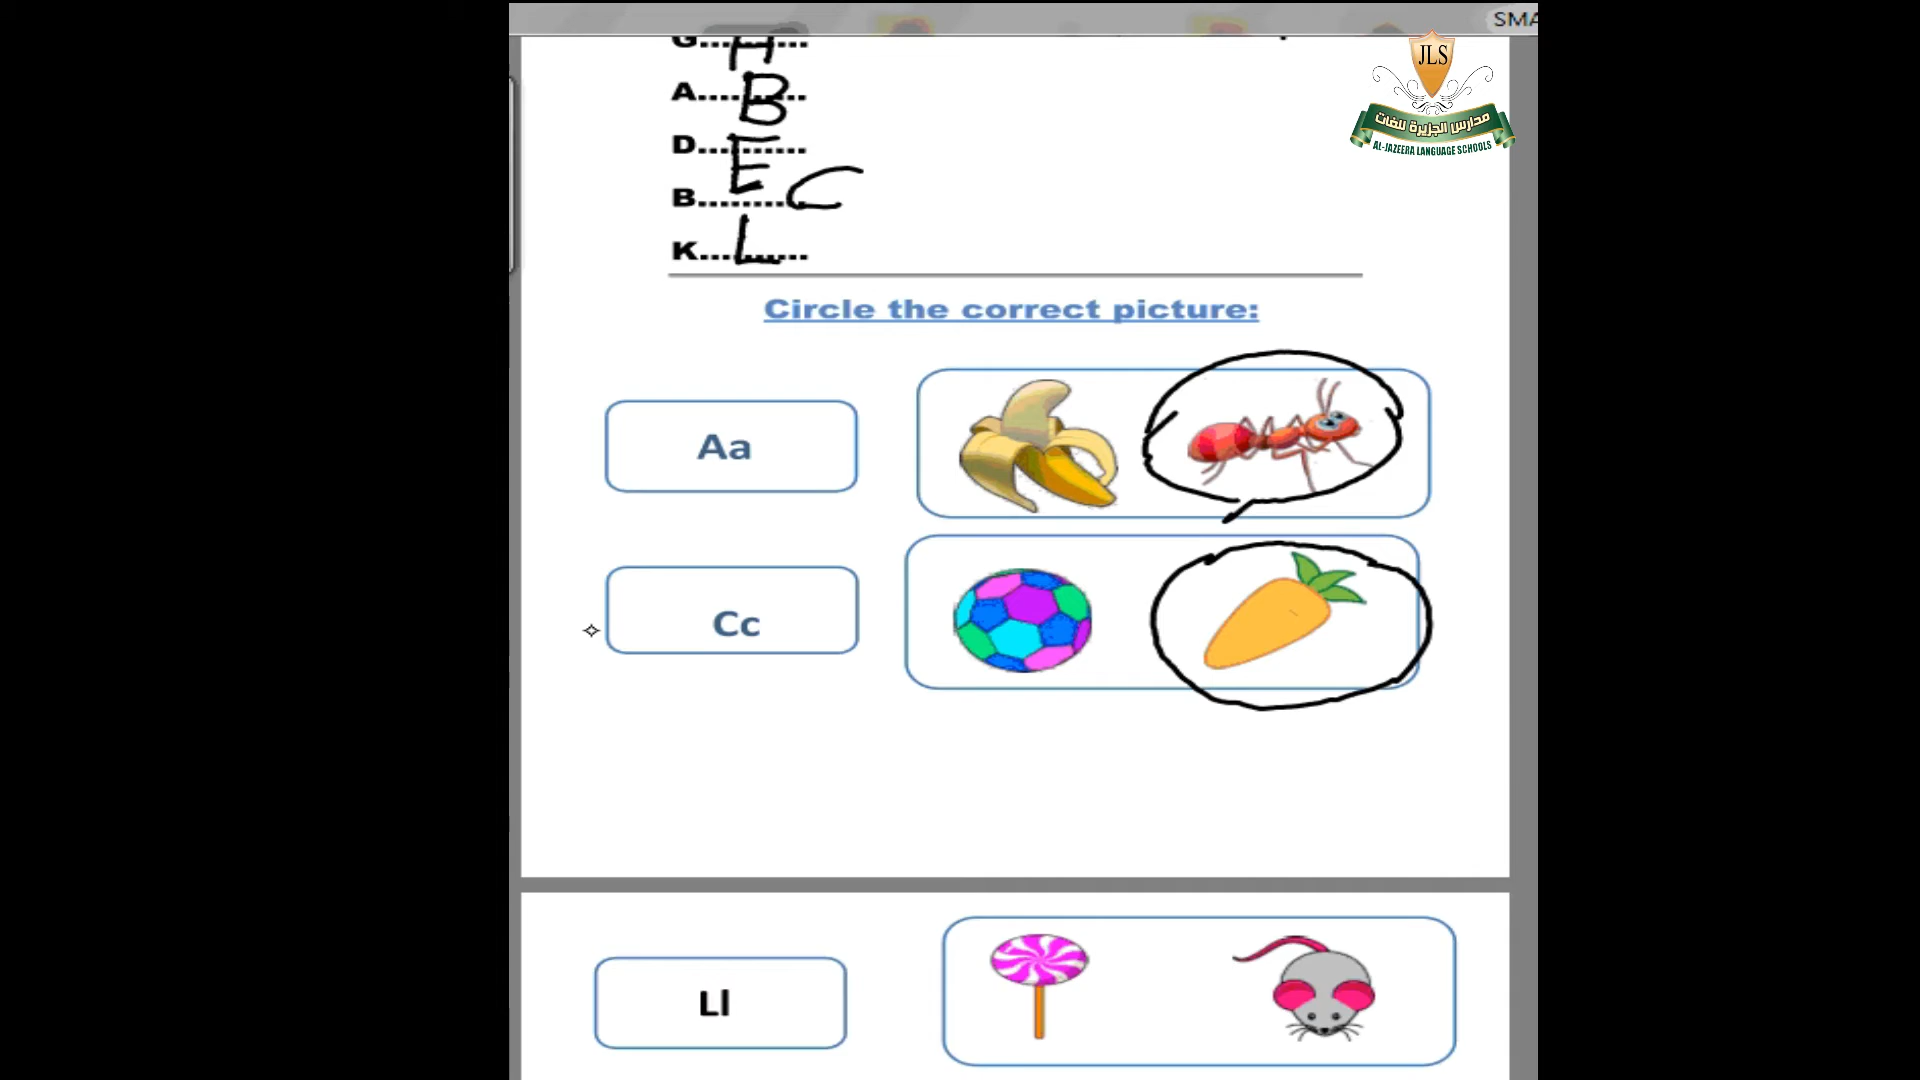 SMA
G.......... H
JLS
مدارس الجزيرة للغات
AL-JAZEERA LANGUAGE SCHOOLS
A.......... B
D.......... E
B.......... C
K.......... L
Circle the correct picture:
Aa
Cc
Ll